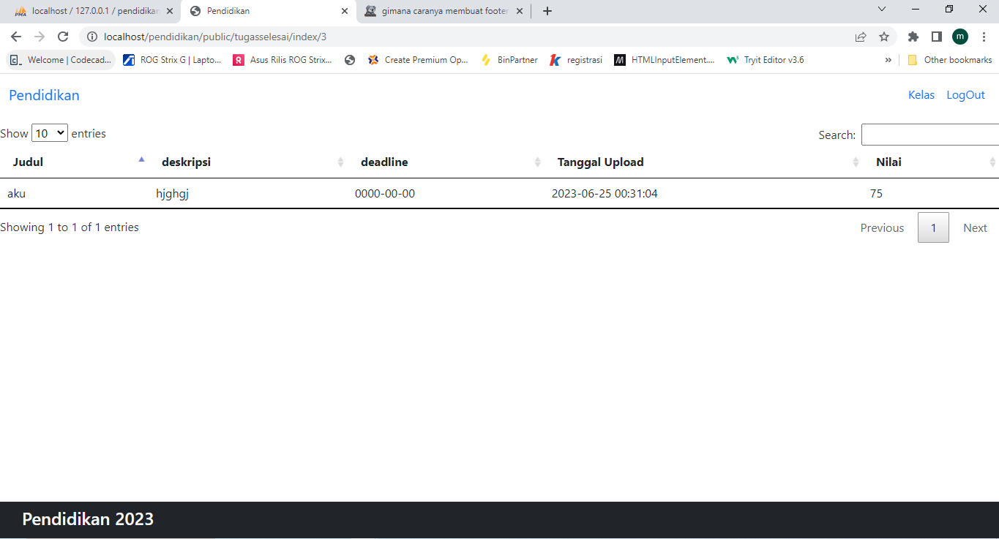 localhost / 127.0.0.1 / pendidikan
Pendidikan
gimana caranya membuat footer
localhost/pendidikan/public/tugasselesai/index/3
m
Welcome | Codecad...
ROG Strix G | Lapto...
Asus Rilis ROG Strix...
Create Premium Op...
BinPartner
registrasi
HTMLInputElement....
Tryit Editor v3.6
»
Other bookmarks
Pendidikan
Kelas
LogOut
Show 10 entries
Search:
Judul deskripsi deadline Tanggal Upload Nilai
aku hjghgj 0000-00-00 2023-06-25 00:31:04 75
Showing 1 to 1 of 1 entries
Previous 1 Next
Pendidikan 2023